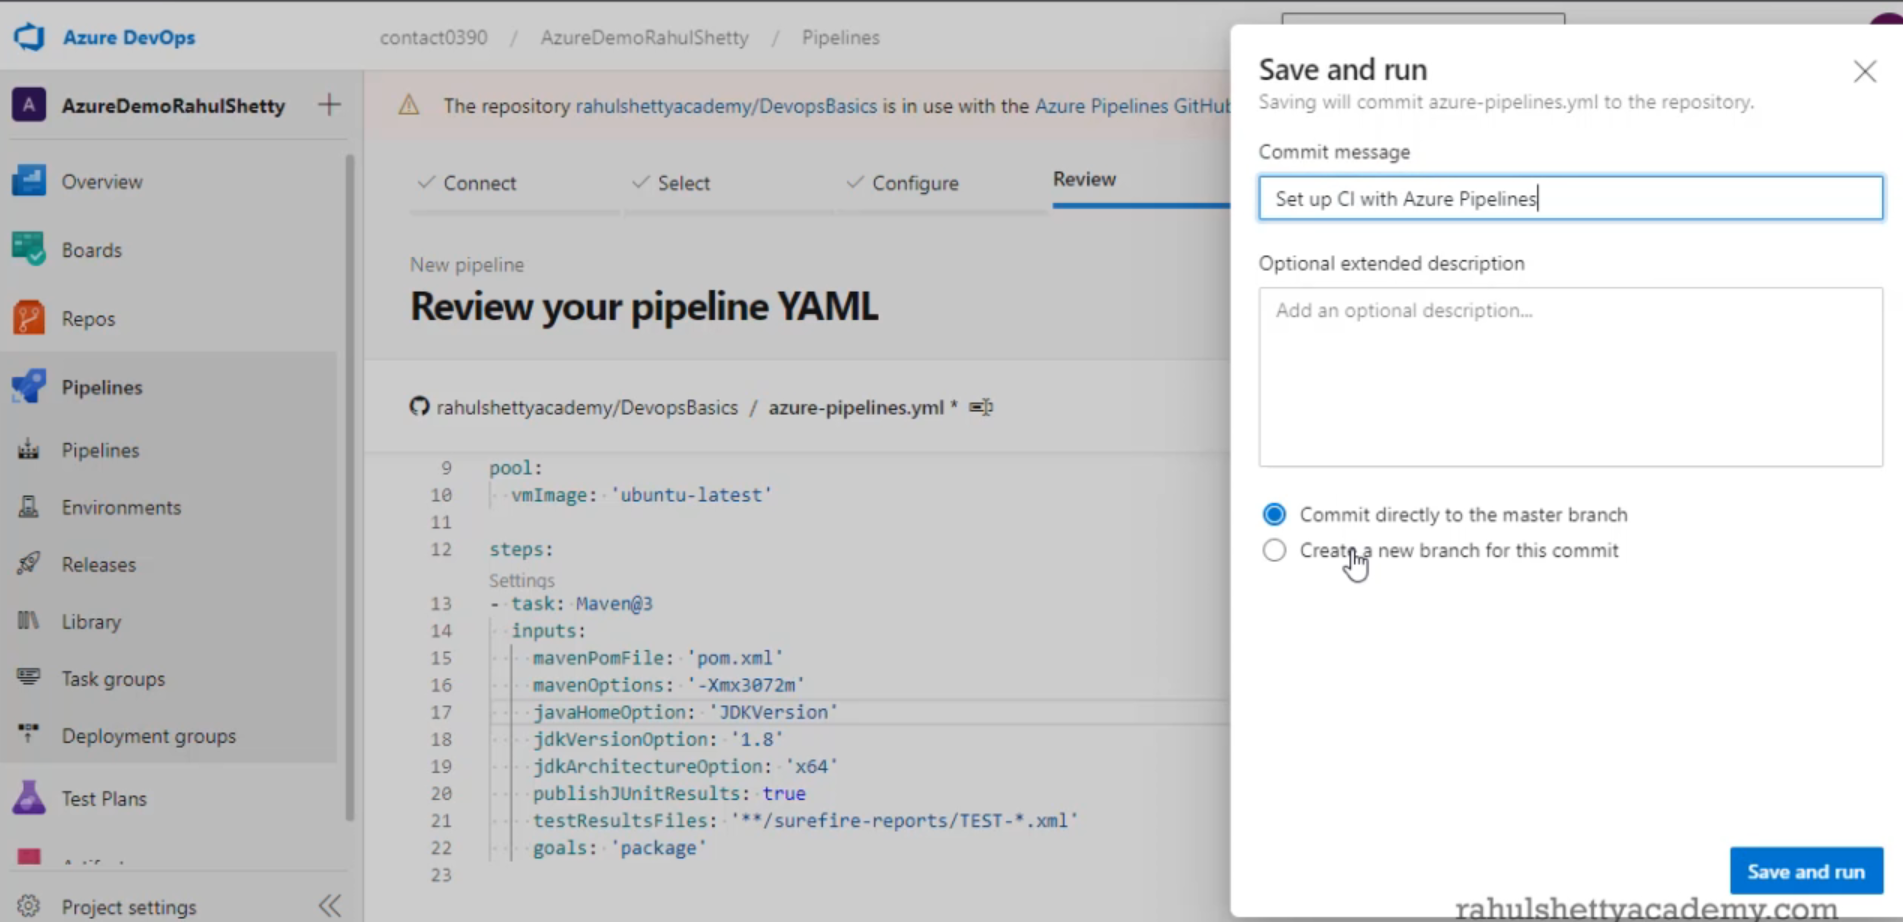 Azure DevOps
contact0390 / AzureDemoRahulShetty / Pipelines
A AzureDemoRahulShetty
Overview
Boards
Repos
Pipelines
Pipelines
Environments
Releases
Library
Task groups
Deployment groups
Test Plans
Project settings
The repository rahulshettyacademy/DevopsBasics is in use with the Azure Pipelines GitHub
Connect
Select
Configure
Review
New pipeline
Review your pipeline YAML
rahulshettyacademy/DevopsBasics / azure-pipelines.yml *
9 pool:
10 vmImage: 'ubuntu-latest'
11
12 steps:
Settings
13 - task: Maven@3
14 inputs:
15 mavenPomFile: 'pom.xml'
16 mavenOptions: '-Xmx3072m'
17 javaHomeOption: 'JDKVersion'
18 jdkVersionOption: '1.8'
19 jdkArchitectureOption: 'x64'
20 publishJUnitResults: true
21 testResultsFiles: '**/surefire-reports/TEST-*.xml'
22 goals: 'package'
23
Save and run
Saving will commit azure-pipelines.yml to the repository.
Commit message
Set up CI with Azure Pipelines
Optional extended description
Add an optional description...
Commit directly to the master branch
Create a new branch for this commit
Save and run
rahulshettyacademy.com